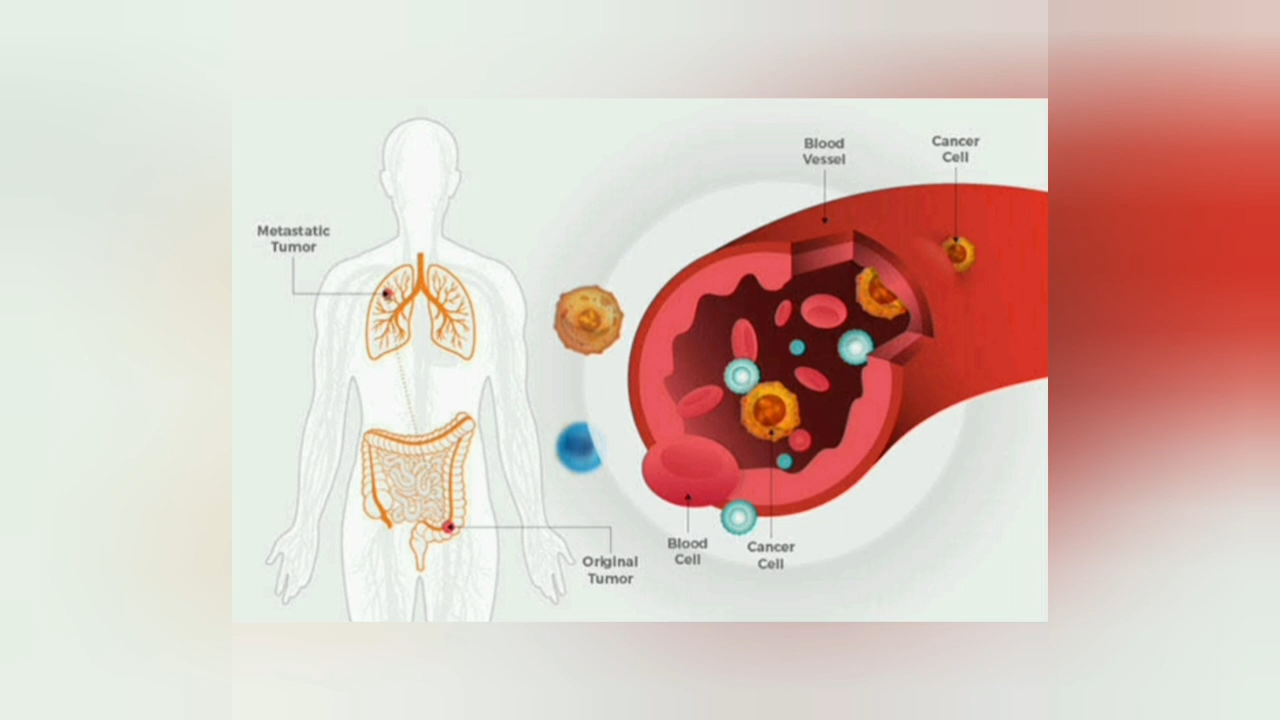 Metastatic
Tumor
Original
Tumor
Blood
Vessel
Cancer
Cell
Blood
Cell
Cancer
Cell